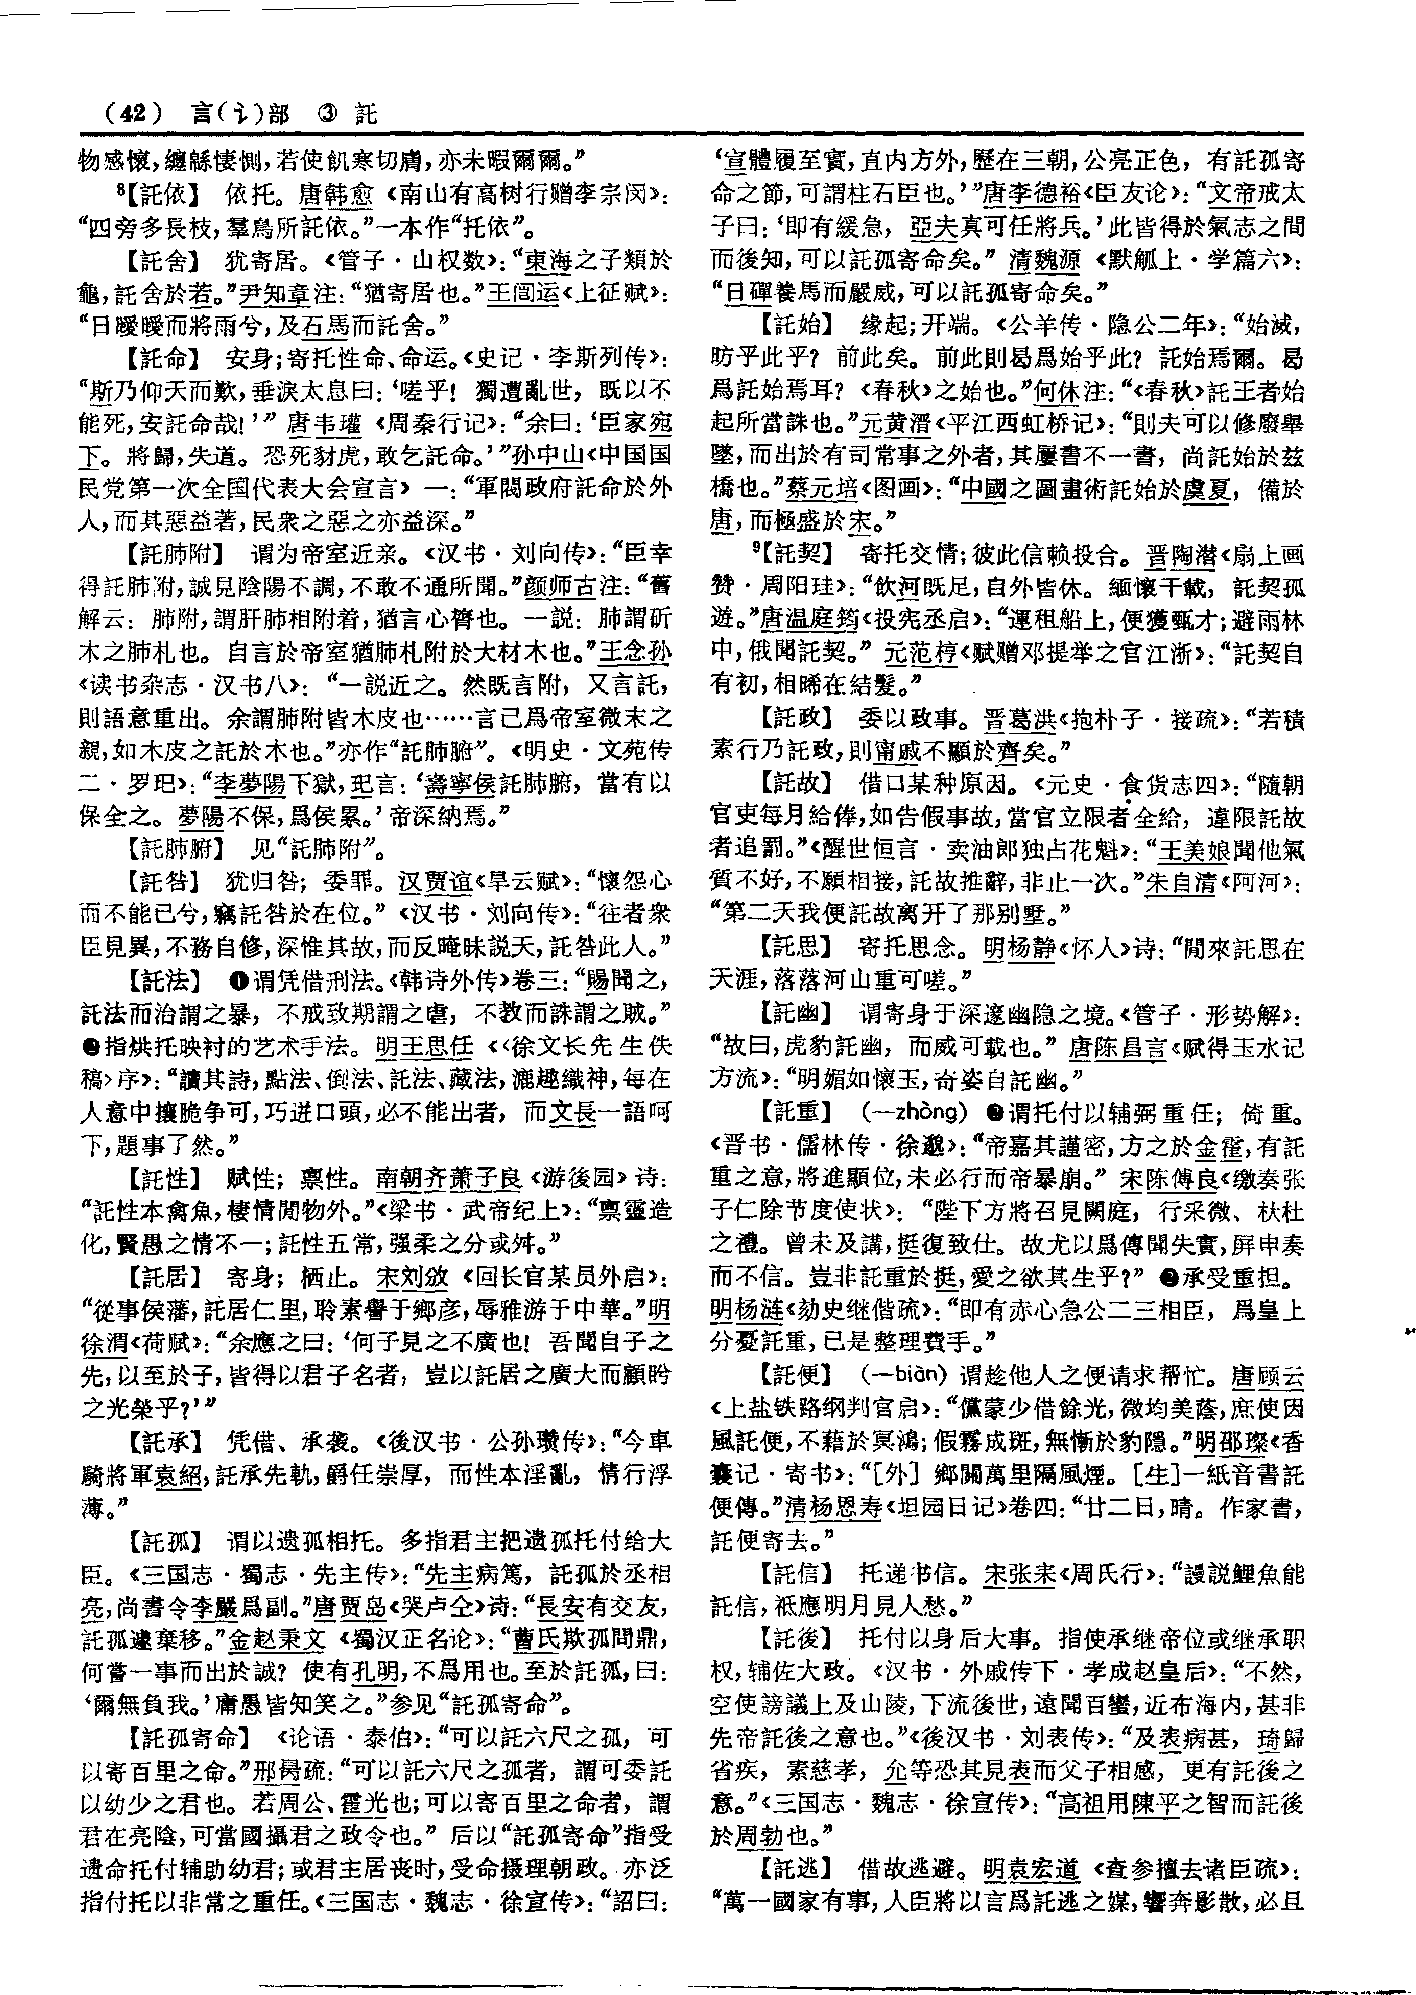 (42) 言(讠)部 ③ 託
物感懷,纏緜悽惻,若使飢寒切膚,亦未暇爾爾。”
⁸【託依】 依托。唐韩愈《南山有高树行赠李宗闵》:
“四旁多長枝,羣鳥所託依。”一本作“托依”。
【託舍】 犹寄居。《管子·山权数》:“東海之子類於
龜,託舍於若。”尹知章注:“猶寄居也。”王闿运《上征赋》:
“日曖曖而將雨兮,及石馬而託舍。”
【託命】 安身;寄托性命、命运。《史记·李斯列传》:
“斯乃仰天而歎,垂淚太息曰:‘嗟乎! 獨遭亂世, 既以不
能死,安託命哉!’” 唐韦瓘《周秦行记》:“余曰:‘臣家宛
下。將歸,失道。恐死豺虎,敢乞託命。’”孙中山《中国国
民党第一次全国代表大会宣言》一:“軍閥政府託命於外
人,而其惡益著,民衆之惡之亦益深。”
【託肺附】 谓为帝室近亲。《汉书·刘向传》:“臣幸
得託肺附,誠見陰陽不調,不敢不通所聞。”颜师古注:“舊
解云: 肺附,謂肝肺相附着,猶言心膂也。一説: 肺謂斫
木之肺札也。自言於帝室猶肺札附於大材木也。”王念孙
《读书杂志·汉书八》: “一説近之。然既言附, 又言託,
則語意重出。余謂肺附皆木皮也……言己爲帝室微末之
親,如木皮之託於木也。”亦作“託肺腑”。《明史·文苑传
二·罗玘》:“李夢陽下獄,玘言:‘壽寧侯託肺腑, 當有以
保全之。夢陽不保,爲侯累。’帝深納焉。”
【託肺腑】 见“託肺附”。
【託咎】 犹归咎; 委罪。汉贾谊《旱云赋》:“懷怨心
而不能已兮,竊託咎於在位。” 《汉书·刘向传》:“往者衆
臣見異,不務自修,深惟其故,而反晻昧説天,託咎此人。”
【託法】 ❶谓凭借刑法。《韩诗外传》卷三:“賜聞之,
託法而治謂之暴, 不戒致期謂之虐, 不教而誅謂之賊。”
❷指烘托映衬的艺术手法。明王思任《〈徐文长先生佚
稿〉序》:“讀其詩,點法、倒法、託法、藏法,漉趣織神,每在
人意中攘脆争可,巧迸口頭,必不能出者, 而文長一語呵
下,題事了然。”
【託性】 赋性; 禀性。南朝齐萧子良《游後园》诗:
“託性本禽魚,棲情閒物外。”《梁书·武帝纪上》:“禀靈造
化,賢愚之情不一;託性五常,强柔之分或舛。”
【託居】 寄身; 栖止。宋刘攽《回长官某员外启》:
“從事侯藩,託居仁里,聆素譽于鄉彦,辱雅游于中華。”明
徐渭《荷赋》:“余應之曰:‘何子見之不廣也! 吾聞自子之
先,以至於子,皆得以君子名者, 豈以託居之廣大而顧盻
之光榮乎?’”
【託承】 凭借、承袭。《後汉书·公孙瓒传》:“今車
騎將軍袁紹,託承先軌,爵任崇厚, 而性本淫亂, 情行浮
薄。”
【託孤】 谓以遗孤相托。多指君主把遗孤托付给大
臣。《三国志·蜀志·先主传》:“先主病篤, 託孤於丞相
亮,尚書令李嚴爲副。”唐贾岛《哭卢仝》诗:“長安有交友,
託孤遽棄移。”金赵秉文《蜀汉正名论》:“曹氏欺孤問鼎,
何嘗一事而出於誠? 使有孔明,不爲用也。至於託孤,曰:
‘爾無負我。’庸愚皆知笑之。”参见“託孤寄命”。
【託孤寄命】 《论语·泰伯》:“可以託六尺之孤, 可
以寄百里之命。”邢昺疏:“可以託六尺之孤者, 謂可委託
以幼少之君也。若周公、霍光也;可以寄百里之命者, 謂
君在亮陰,可當國攝君之政令也。” 后以“託孤寄命”指受
遗命托付辅助幼君;或君主居丧时,受命摄理朝政。亦泛
指付托以非常之重任。《三国志·魏志·徐宣传》:“詔曰:
‘宣體履至實,直内方外,歷在三朝,公亮正色, 有託孤寄
命之節,可謂柱石臣也。’”唐李德裕《臣友论》:“文帝戒太
子曰:‘即有緩急, 亞夫真可任將兵。’此皆得於氣志之間
而後知,可以託孤寄命矣。” 清魏源《默觚上·学篇六》:
“日磾養馬而嚴威,可以託孤寄命矣。”
【託始】 缘起;开端。《公羊传·隐公二年》:“始滅,
昉乎此乎? 前此矣。前此則曷爲始乎此? 託始焉爾。曷
爲託始焉耳? 《春秋》之始也。”何休注:“《春秋》託王者始
起所當誅也。”元黄溍《平江西虹桥记》:“則夫可以修廢舉
墜,而出於有司常事之外者,其屢書不一書, 尚託始於兹
橋也。”蔡元培《图画》:“中國之圖畫術託始於虞夏, 備於
唐,而極盛於宋。”
⁹【託契】 寄托交情;彼此信赖投合。晋陶潜《扇上画
赞·周阳珪》:“飲河既足,自外皆休。緬懷千載, 託契孤
遊。”唐温庭筠《投宪丞启》:“運租船上,便獲甄才;避雨林
中,俄聞託契。” 元范梈《赋赠邓提举之官江浙》:“託契自
有初,相晞在結髮。”
【託政】 委以政事。晋葛洪《抱朴子·接疏》:“若積
素行乃託政,則甯戚不顯於齊矣。”
【託故】 借口某种原因。《元史·食货志四》:“隨朝
官吏每月給俸,如告假事故,當官立限者全給, 違限託故
者追罰。”《醒世恒言·卖油郎独占花魁》:“王美娘聞他氣
質不好,不願相接,託故推辭,非止一次。”朱自清《阿河》:
“第二天我便託故离开了那别墅。”
【託思】 寄托思念。明杨静《怀人》诗:“閒來託思在
天涯,落落河山重可嗟。”
【託幽】 谓寄身于深邃幽隐之境。《管子·形势解》:
“故曰,虎豹託幽, 而威可載也。” 唐陈昌言《赋得玉水记
方流》:“明媚如懷玉,奇姿自託幽。”
【託重】 (—zhòng) ❶谓托付以辅弼重任; 倚重。
《晋书·儒林传·徐邈》:“帝嘉其謹密,方之於金霍,有託
重之意,將進顯位,未必行而帝暴崩。” 宋陈傅良《缴奏张
子仁除节度使状》: “陛下方將召見闕庭, 行采微、杕杜
之禮。曾未及講,挺復致仕。故尤以爲傳聞失實,屏申奏
而不信。豈非託重於挺,愛之欲其生乎?” ❷承受重担。
明杨涟《劾史继偕疏》:“即有赤心急公二三相臣, 爲皇上
分憂託重,已是整理費手。”
【託便】 (—biàn) 谓趁他人之便请求帮忙。唐顾云
《上盐铁路纲判官启》:“儻蒙少借餘光,微均美蔭,庶使因
風託便,不藉於冥鴻;假霧成斑,無慚於豹隱。”明邵璨《香
囊记·寄书》:“[外] 鄉關萬里隔風煙。[生]一紙音書託
便傳。”清杨恩寿《坦园日记》卷四:“廿二日,晴。作家書,
託便寄去。”
【託信】 托递书信。宋张耒《周氏行》:“謾説鯉魚能
託信,祗應明月見人愁。”
【託後】 托付以身后大事。指使承继帝位或继承职
权,辅佐大政。《汉书·外戚传下·孝成赵皇后》:“不然,
空使謗議上及山陵,下流後世,遠聞百蠻,近布海内,甚非
先帝託後之意也。”《後汉书·刘表传》:“及表病甚, 琦歸
省疾, 素慈孝, 允等恐其見表而父子相感, 更有託後之
意。”《三国志·魏志·徐宣传》:“高祖用陳平之智而託後
於周勃也。”
【託逃】 借故逃避。明袁宏道《查参擅去诸臣疏》:
“萬一國家有事,人臣將以言爲託逃之媒,響奔影散,必且